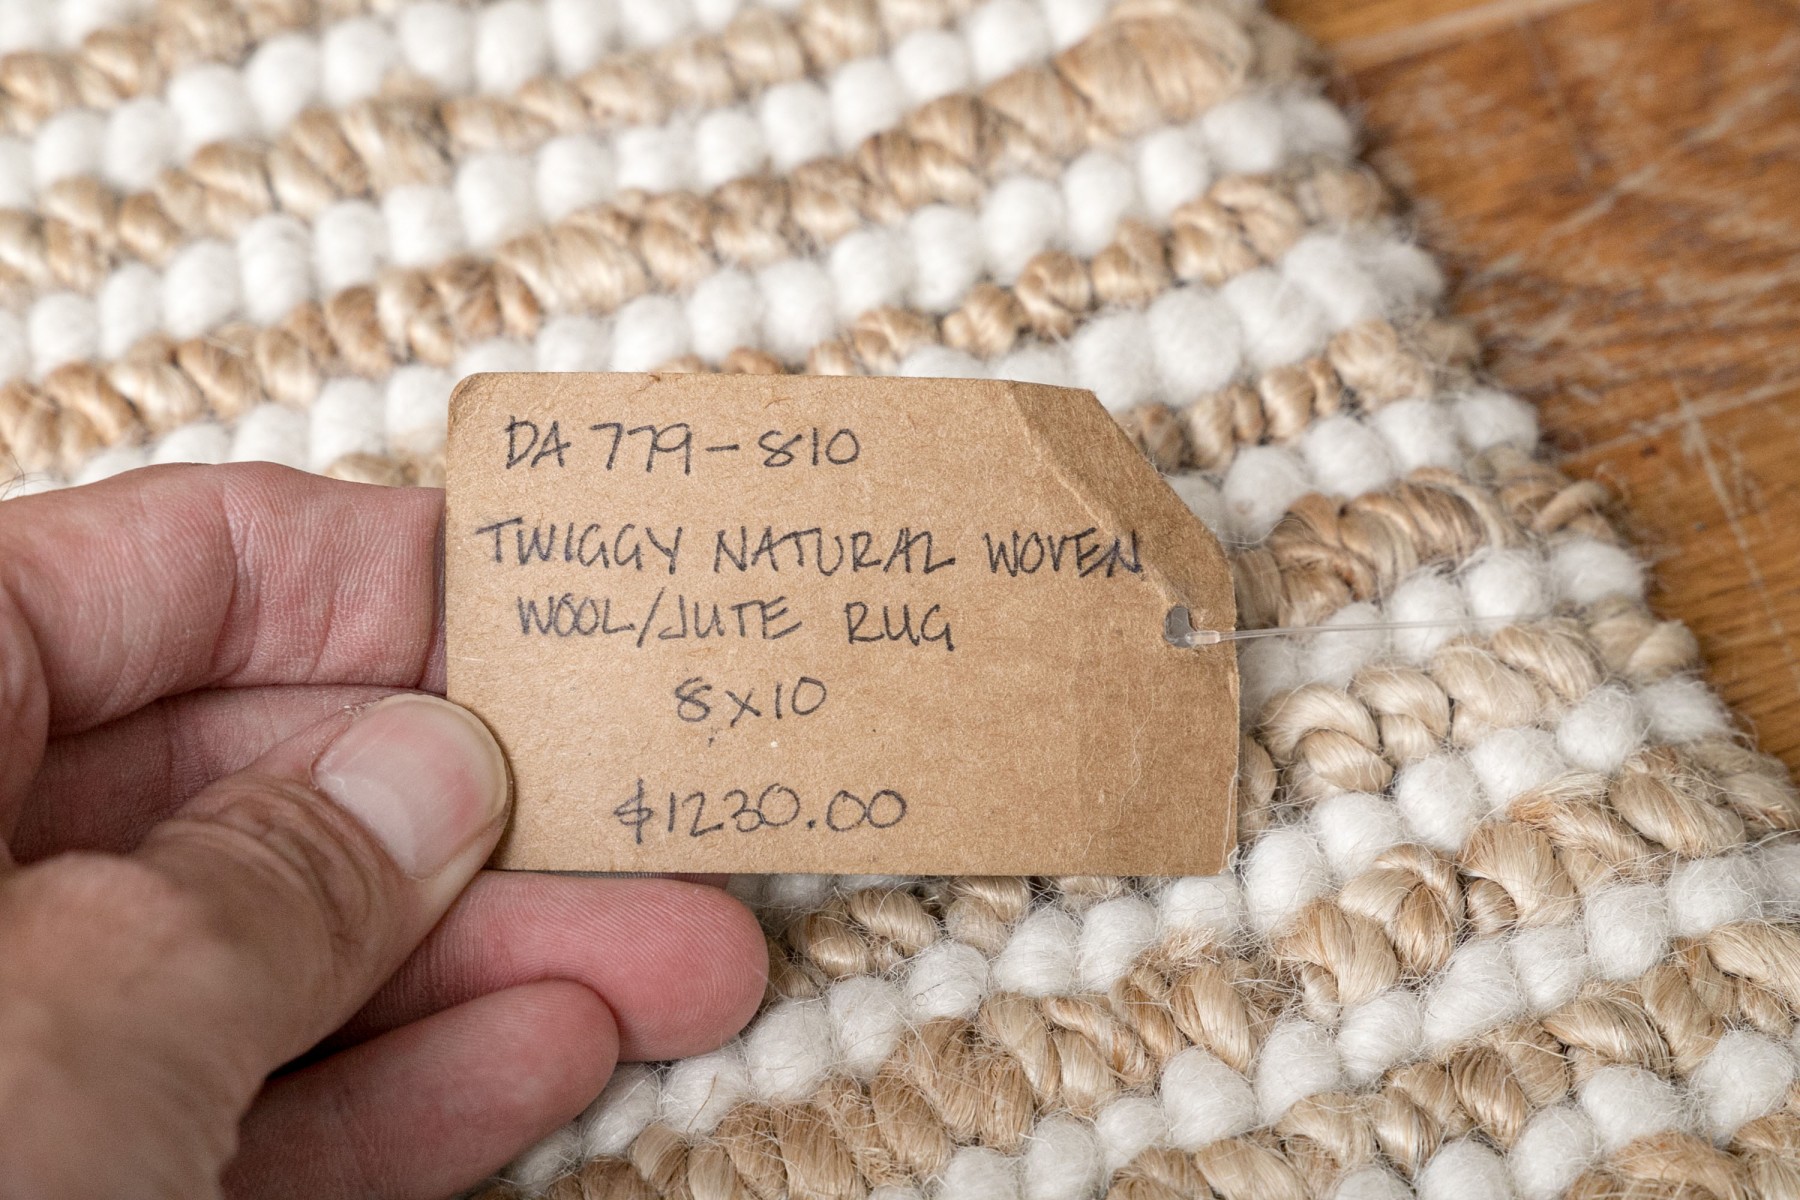 DA 779-810
TWIGGY NATURAL WOVEN
WOOL/JUTE RUG
8x10
$1230.00